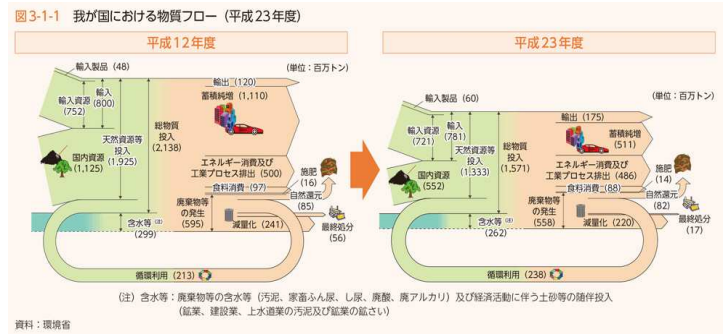 図3-1-1 我が国における物質フロー（平成23年度）
平成12年度
（単位：百万トン）
輸入製品（48）
輸入
（800）
輸入資源
（752）
国内資源
（1,125）
天然資源等
投入
（1,925）
総物質
投入
（2,138）
輸出（120）
蓄積純増（1,110）
エネルギー消費及び
工業プロセス排出（500）
食料消費（97）
施肥
（16）
自然還元
（85）
廃棄物等
の発生
（595）
減量化（241）
最終処分
（56）
含水等（注）
（299）
循環利用（213）
平成23年度
（単位：百万トン）
輸入製品（60）
輸入
（781）
輸入資源
（721）
国内資源
（552）
天然資源等
投入
（1,333）
総物質
投入
（1,571）
輸出（175）
蓄積純増
（511）
エネルギー消費及び
工業プロセス排出（486）
食料消費（88）
施肥
（14）
自然還元
（82）
廃棄物等
の発生
（558）
減量化（220）
最終処分
（17）
含水等（注）
（262）
循環利用（238）
（注）含水等：廃棄物等の含水等（汚泥、家畜ふん尿、し尿、廃酸、廃アルカリ）及び経済活動に伴う土砂等の随伴投入
（鉱業、建設業、上水道業の汚泥及び鉱業の鉱さい）
資料：環境省